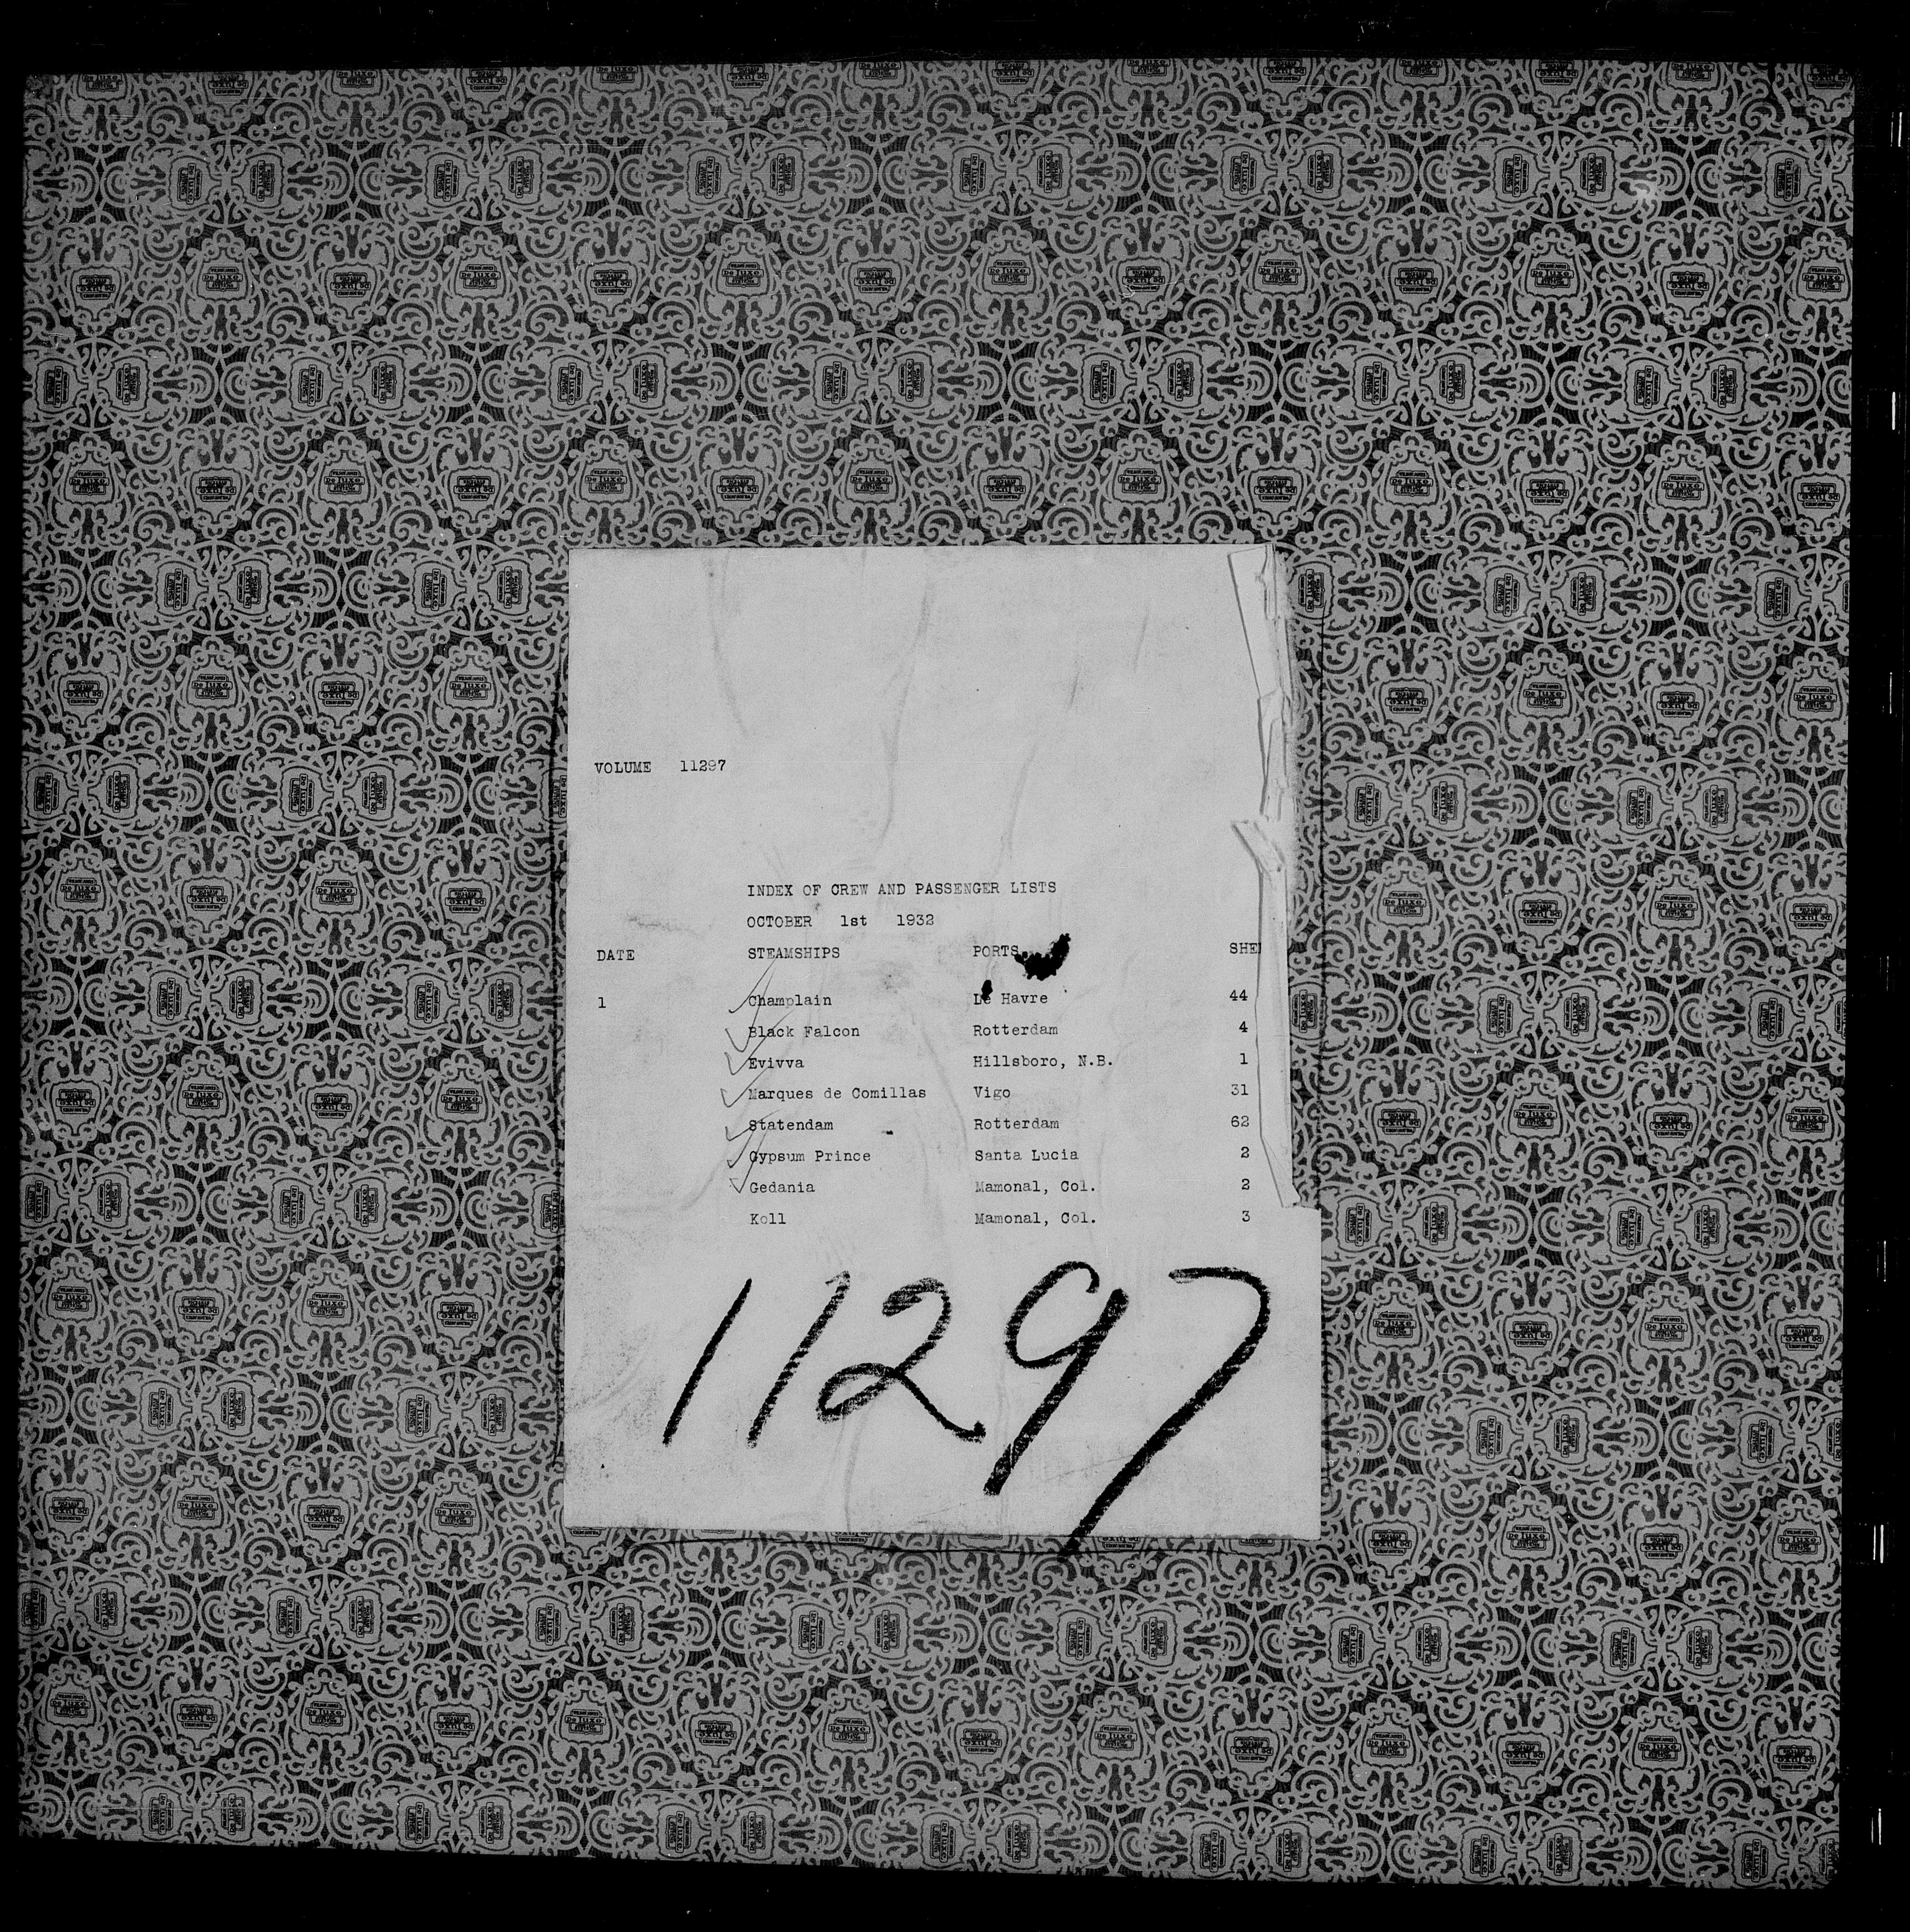 VOLUME 11297
INDEX OF CREW AND PASSENGER LISTS
OCTOBER 1st 1932
DATE STEAMSHIPS PORTS SHE
1 Champlain Le Havre 44
Black Falcon Rotterdam 4
Evivva Hillsboro, N.B. 1
Marques de Comillas Vigo 31
Statendam Rotterdam 62
Gypsum Prince Santa Lucia 2
Gedania Mamonal, Col. 2
Koll Mamonal, Col. 3
11297